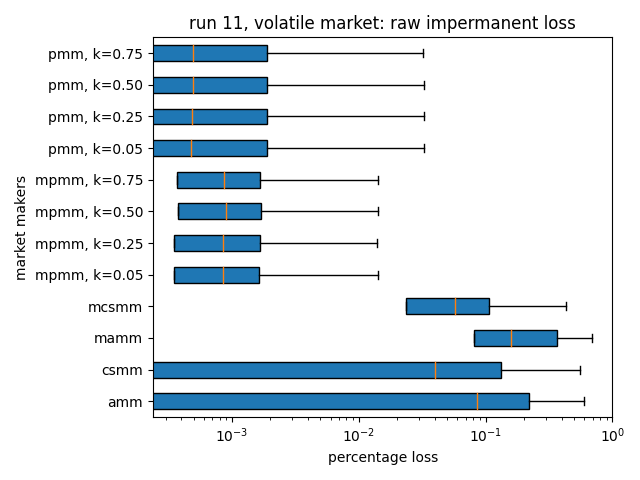 run 11, volatile market: raw impermanent loss
pmm, k=0.75
pmm, k=0.50
pmm, k=0.25
pmm, k=0.05
mpmm, k=0.75
mpmm, k=0.50
mpmm, k=0.25
mpmm, k=0.05
mcsmm
mamm
csmm
amm
market makers
10⁻³ 10⁻² 10⁻¹ 10⁰
percentage loss